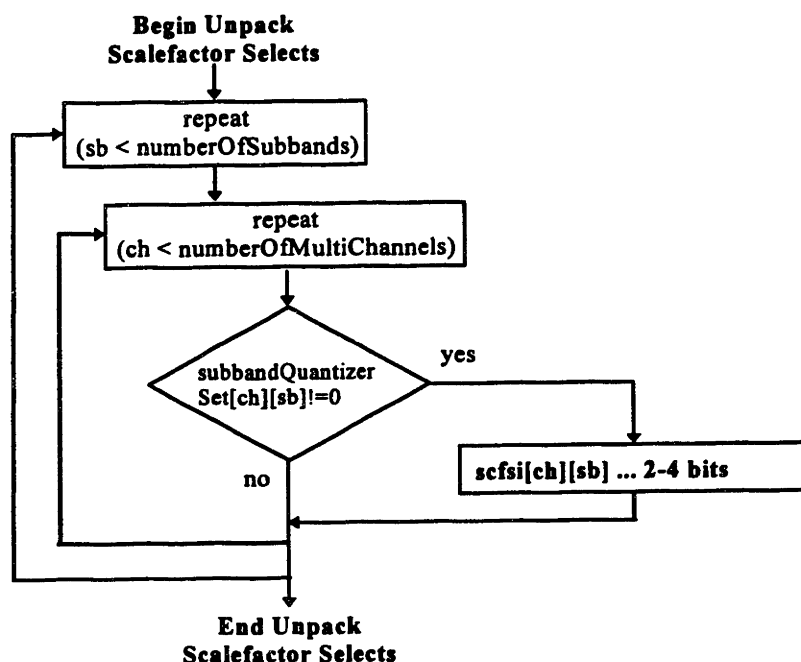 Begin Unpack
Scalefactor Selects
repeat
(sb < numberOfSubbands)
repeat
(ch < numberOfMultiChannels)
subbandQuantizer
Set[ch][sb]!=0
yes
scfsi[ch][sb] ... 2-4 bits
no
End Unpack
Scalefactor Selects